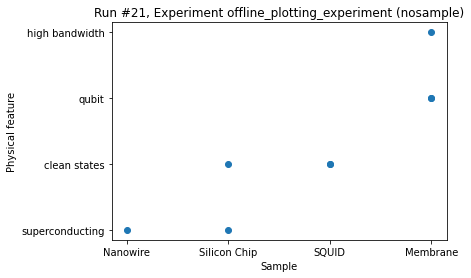 Run #21, Experiment offline_plotting_experiment (nosample)
high bandwidth
qubit
clean states
superconducting
Physical feature
Nanowire
Silicon Chip
SQUID
Membrane
Sample